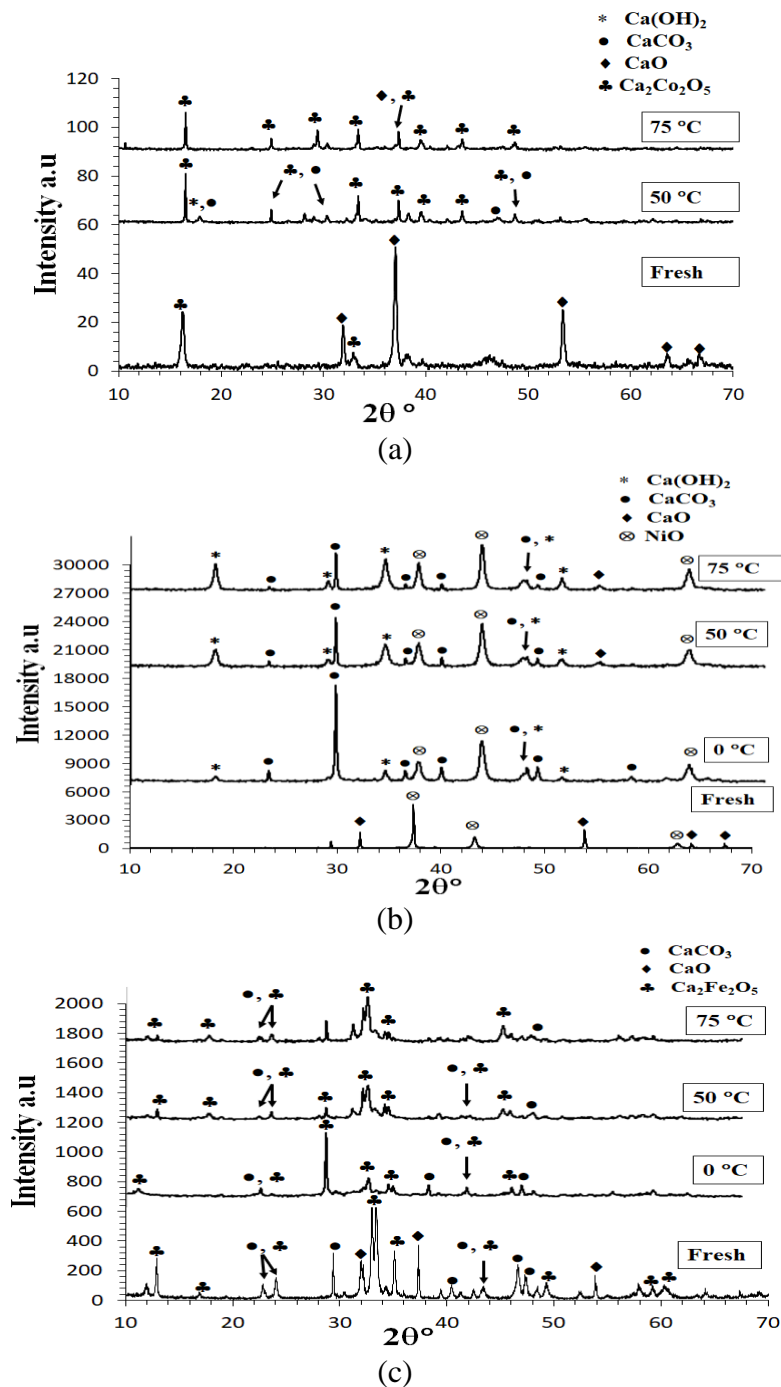 * Ca(OH)₂
● CaCO₃
◆ CaO
♣ Ca₂Co₂O₅
120
100
80
60
40
20
0
Intensity a.u
♣ ♣ ♣ ♣ ◆, ♣ ♣ ♣ ♣
75 °C
♣ *,● ♣, ● ♣ ♣ ♣ ♣ ● ♣, ●
50 °C
♣ ◆ ♣ ◆ ◆ ◆ ◆
Fresh
10 20 30 40 50 60 70
2θ °
(a)
* Ca(OH)₂
● CaCO₃
◆ CaO
⊗ NiO
30000
27000
24000
21000
18000
15000
12000
9000
6000
3000
0
Intensity a.u
* ● * ● * ⊗ ● ● ⊗ ●, * ● * ◆ ⊗
75 °C
* ● * ● * ● ⊗ ● ⊗ ●, * ● * ◆ ⊗
50 °C
* ● ● * ● ⊗ ● ⊗ ●, * ● * ● ⊗
0 °C
◆ ⊗ ⊗ ◆ ⊗ ◆ ◆
Fresh
10 20 30 40 50 60 70
2θ°
(b)
● CaCO₃
◆ CaO
♣ Ca₂Fe₂O₅
2000
1800
1600
1400
1200
1000
800
600
400
200
0
Intensity a.u
♣ ♣ ●, ♣ ♣ ♣ ♣ ●
75 °C
♣ ♣ ●, ♣ ♣ ♣ ♣ ●, ♣ ♣ ●
50 °C
♣ ●, ♣ ♣ ♣ ♣ ● ●, ♣ ♣ ●
0 °C
♣ ♣ ●, ♣ ● ◆ ♣ ♣ ◆ ● ●, ♣ ● ● ♣ ◆ ♣ ♣
Fresh
10 20 30 40 50 60 70
2θ°
(c)